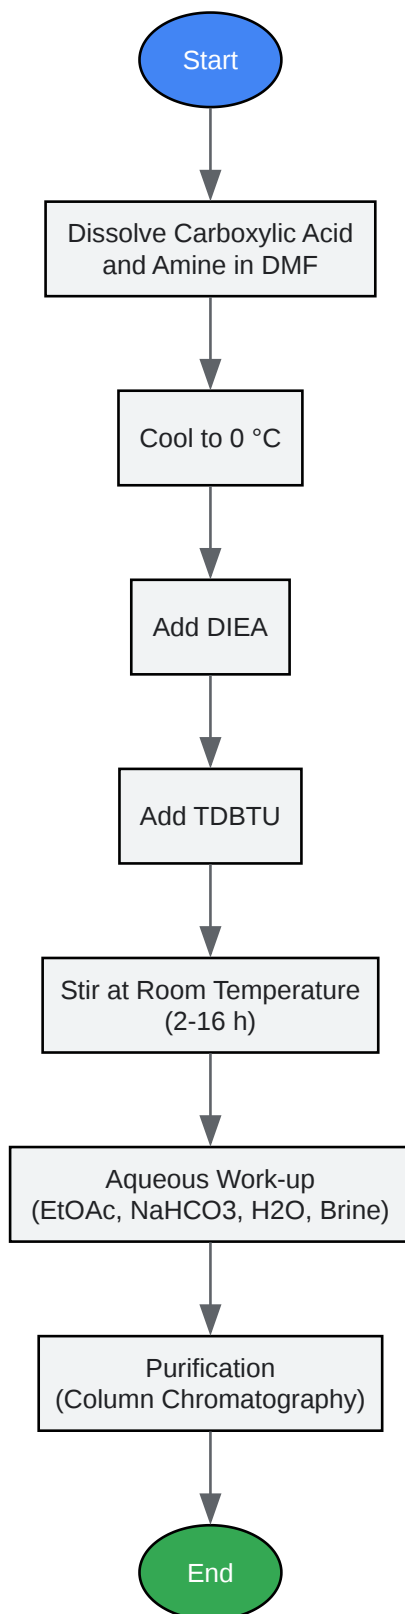 Start
Dissolve Carboxylic Acid
and Amine in DMF
Cool to 0 °C
Add DIEA
Add TDBTU
Stir at Room Temperature
(2-16 h)
Aqueous Work-up
(EtOAc, NaHCO3, H2O, Brine)
Purification
(Column Chromatography)
End